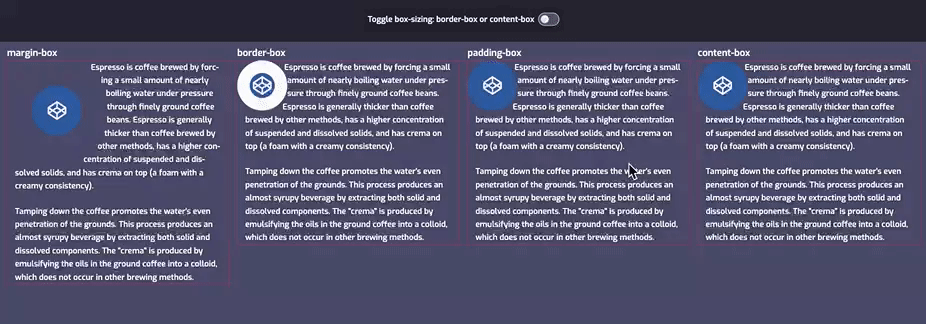 Toggle box-sizing: border-box or content-box
margin-box
Espresso is coffee brewed by forc-
ing a small amount of nearly
boiling water under pressure
through finely ground coffee
beans. Espresso is generally
thicker than coffee brewed by
other methods, has a higher con-
centration of suspended and dis-
solved solids, and has crema on top (a foam with a
creamy consistency).
Tamping down the coffee promotes the water's even
penetration of the grounds. This process produces an
almost syrupy beverage by extracting both solid and
dissolved components. The "crema" is produced by
emulsifying the oils in the ground coffee into a colloid,
which does not occur in other brewing methods.
border-box
Espresso is coffee brewed by forcing a small
amount of nearly boiling water under pres-
sure through finely ground coffee beans.
Espresso is generally thicker than coffee
brewed by other methods, has a higher concentration
of suspended and dissolved solids, and has crema on
top (a foam with a creamy consistency).
Tamping down the coffee promotes the water's even
penetration of the grounds. This process produces an
almost syrupy beverage by extracting both solid and
dissolved components. The "crema" is produced by
emulsifying the oils in the ground coffee into a colloid,
which does not occur in other brewing methods.
padding-box
Espresso is coffee brewed by forcing a small
amount of nearly boiling water under pres-
sure through finely ground coffee beans.
Espresso is generally thicker than coffee
brewed by other methods, has a higher concentration
of suspended and dissolved solids, and has crema on
top (a foam with a creamy consistency).
Tamping down the coffee promotes the water's even
penetration of the grounds. This process produces an
almost syrupy beverage by extracting both solid and
dissolved components. The "crema" is produced by
emulsifying the oils in the ground coffee into a colloid,
which does not occur in other brewing methods.
content-box
Espresso is coffee brewed by forcing a small
amount of nearly boiling water under pres-
sure through finely ground coffee beans.
Espresso is generally thicker than coffee
brewed by other methods, has a higher concentration
of suspended and dissolved solids, and has crema on
top (a foam with a creamy consistency).
Tamping down the coffee promotes the water's even
penetration of the grounds. This process produces an
almost syrupy beverage by extracting both solid and
dissolved components. The "crema" is produced by
emulsifying the oils in the ground coffee into a colloid,
which does not occur in other brewing methods.